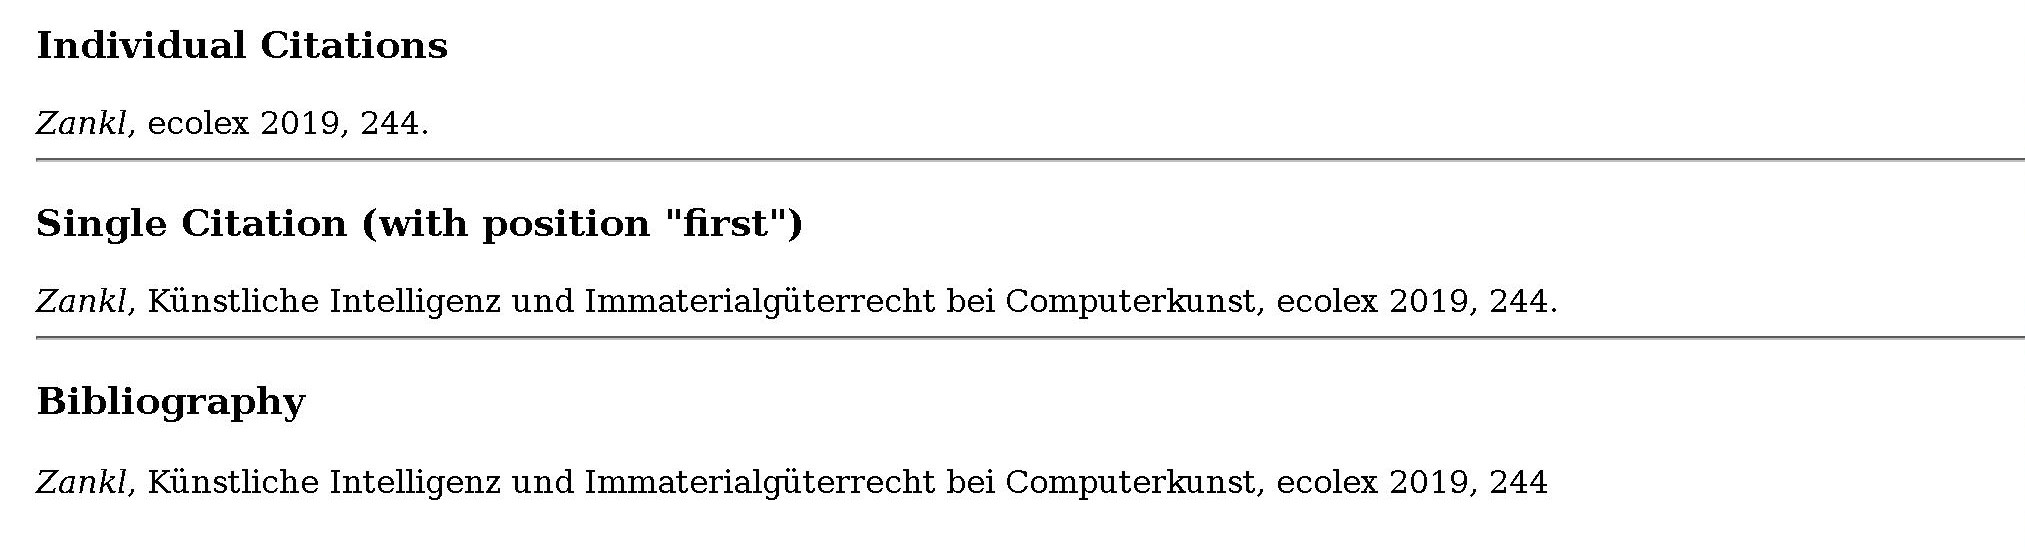 Individual Citations
Zankl, ecolex 2019, 244.
Single Citation (with position "first")
Zankl, Künstliche Intelligenz und Immaterialgüterrecht bei Computerkunst, ecolex 2019, 244.
Bibliography
Zankl, Künstliche Intelligenz und Immaterialgüterrecht bei Computerkunst, ecolex 2019, 244